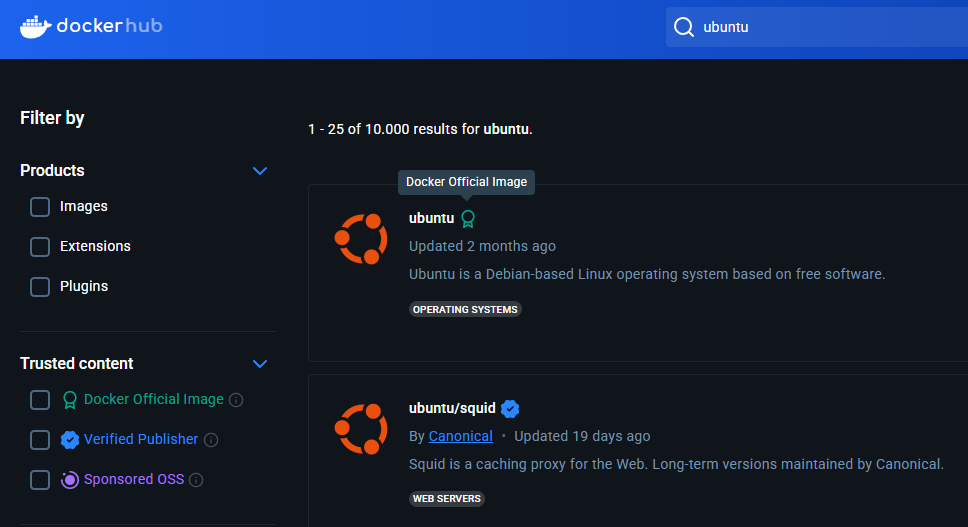 dockerhub
ubuntu
Filter by
Products
Images
Extensions
Plugins
Trusted content
Docker Official Image
Verified Publisher
Sponsored OSS
1 - 25 of 10.000 results for ubuntu.
Docker Official Image
ubuntu
Updated 2 months ago
Ubuntu is a Debian-based Linux operating system based on free software.
OPERATING SYSTEMS
ubuntu/squid
By Canonical • Updated 19 days ago
Squid is a caching proxy for the Web. Long-term versions maintained by Canonical.
WEB SERVERS